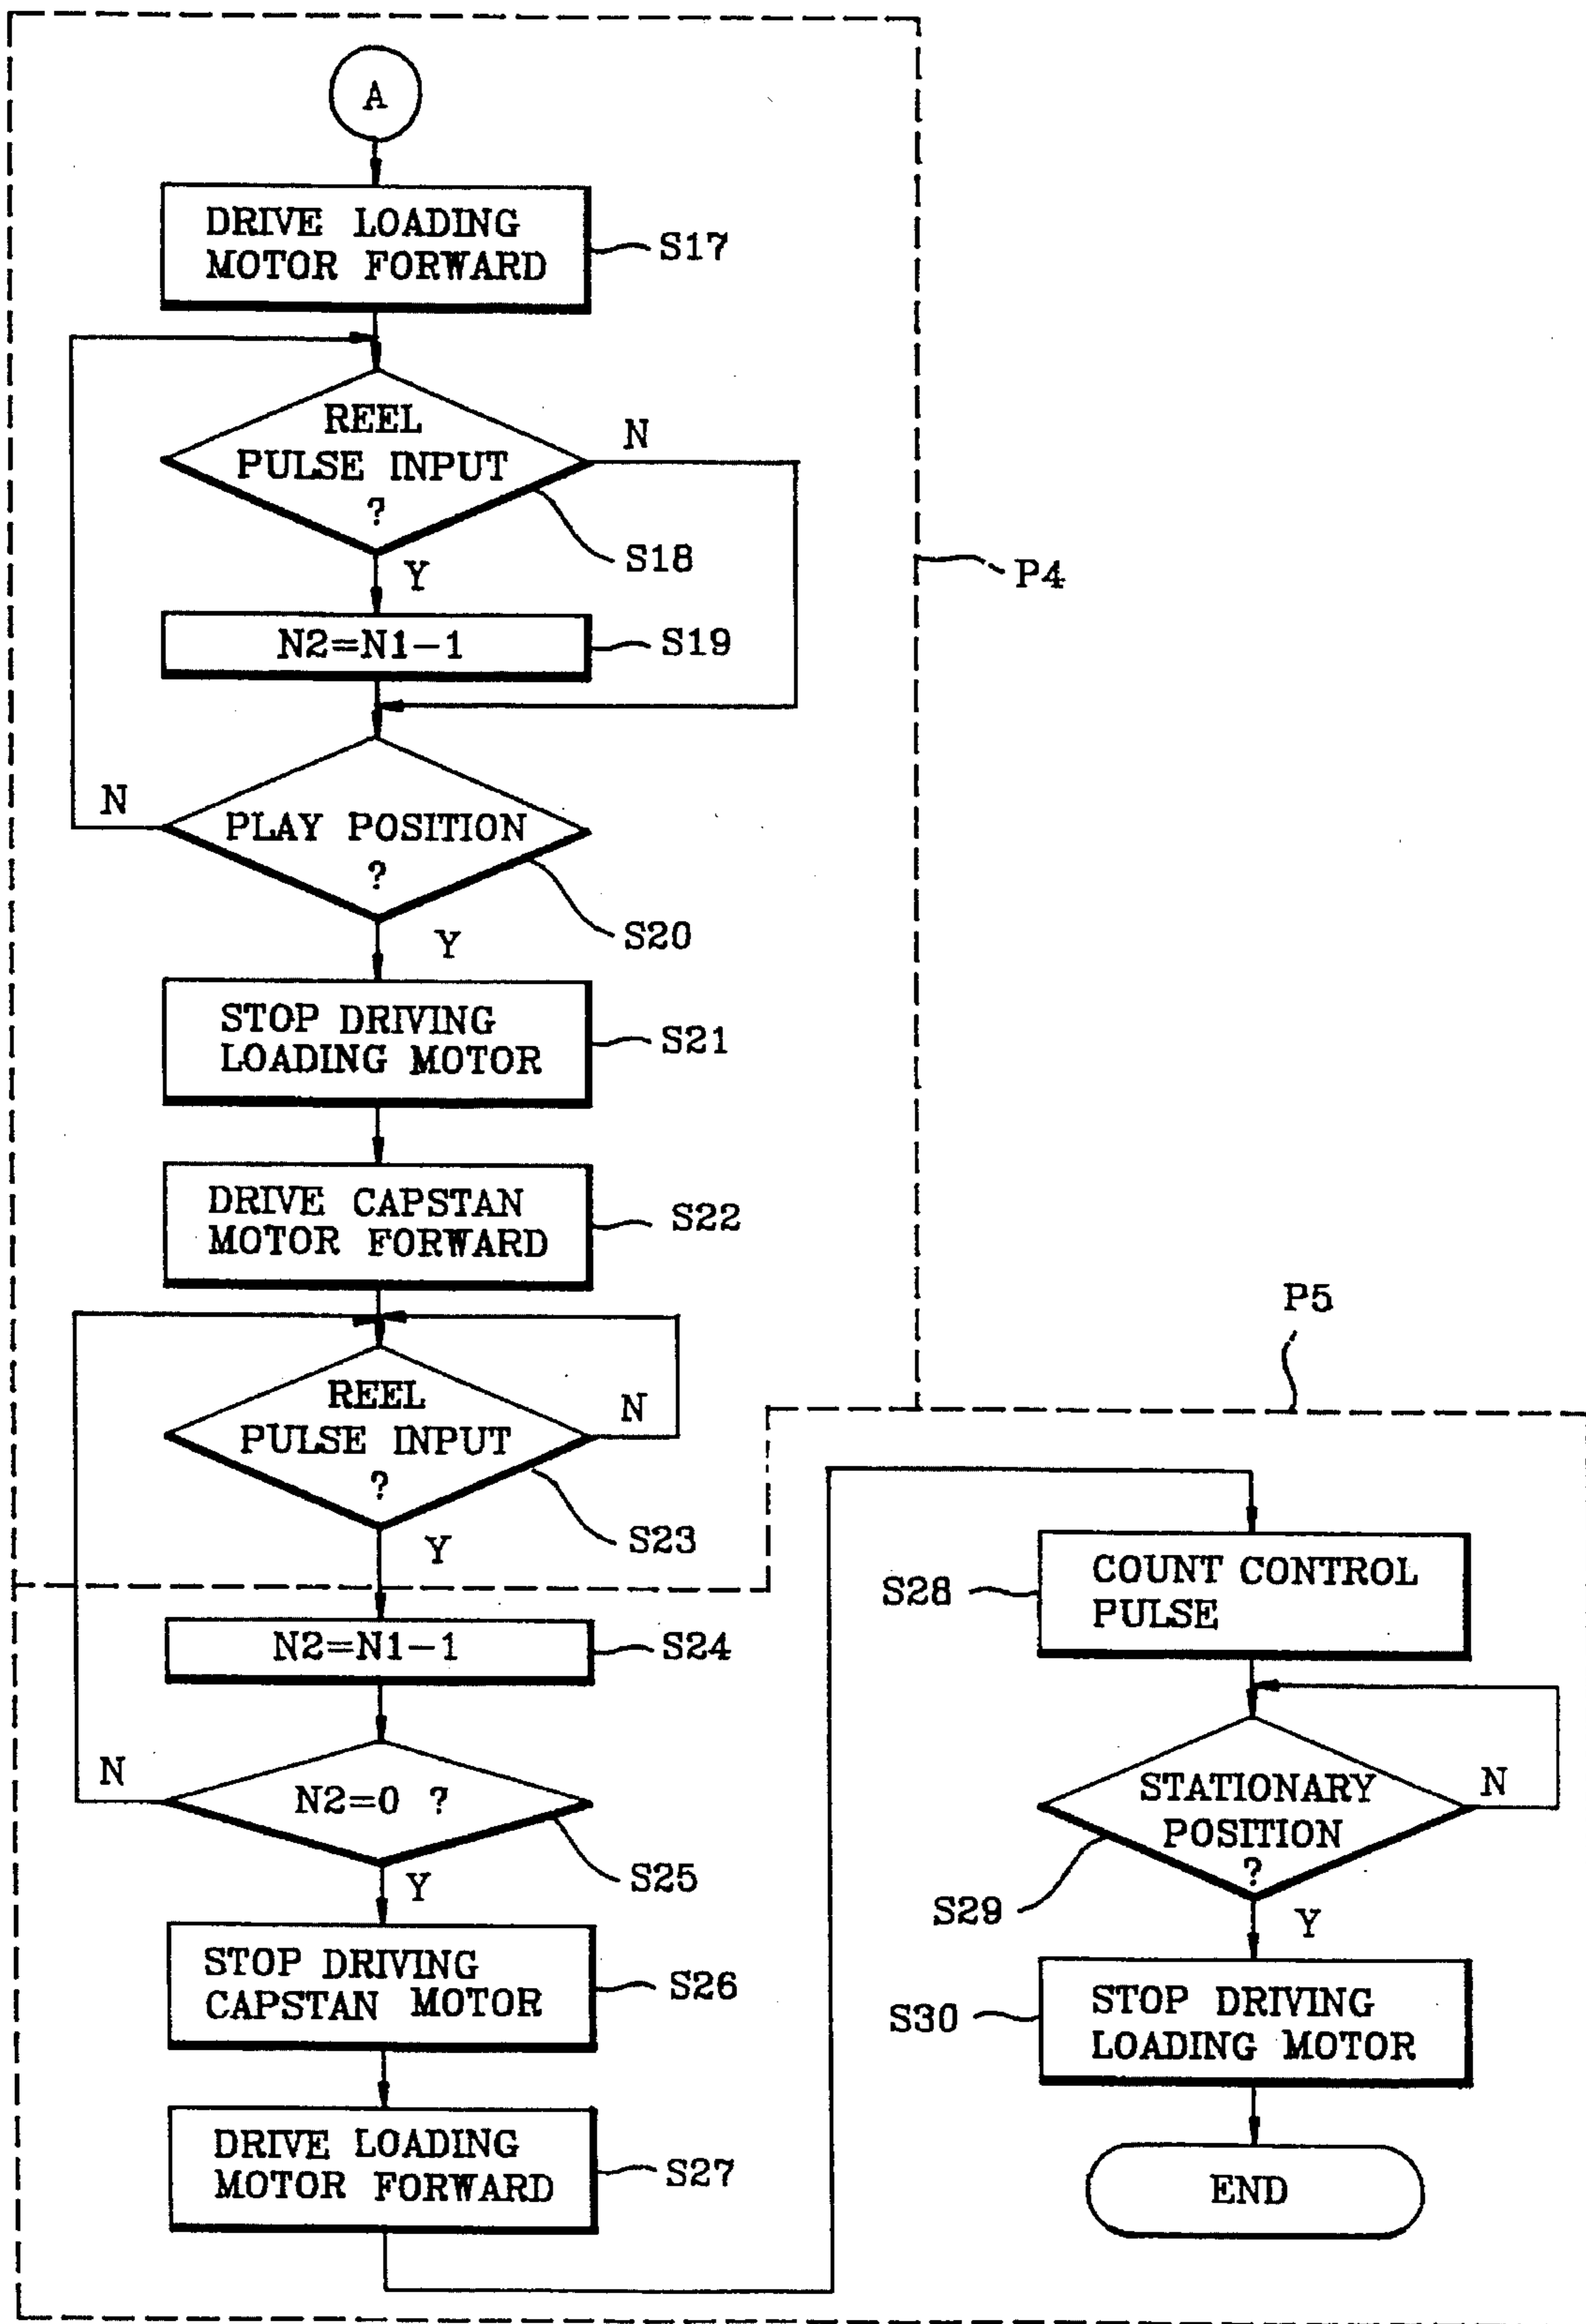 A
DRIVE LOADING
MOTOR FORWARD
S17
REEL
PULSE INPUT
?
N
S18
Y
P4
N2=N1-1
S19
PLAY POSITION
?
N
S20
Y
STOP DRIVING
LOADING MOTOR
S21
DRIVE CAPSTAN
MOTOR FORWARD
S22
REEL
PULSE INPUT
?
N
S23
Y
P5
N2=N1-1
S24
N2=0 ?
N
S25
Y
STOP DRIVING
CAPSTAN MOTOR
S26
DRIVE LOADING
MOTOR FORWARD
S27
COUNT CONTROL
PULSE
S28
STATIONARY
POSITION
?
N
S29
Y
STOP DRIVING
LOADING MOTOR
S30
END